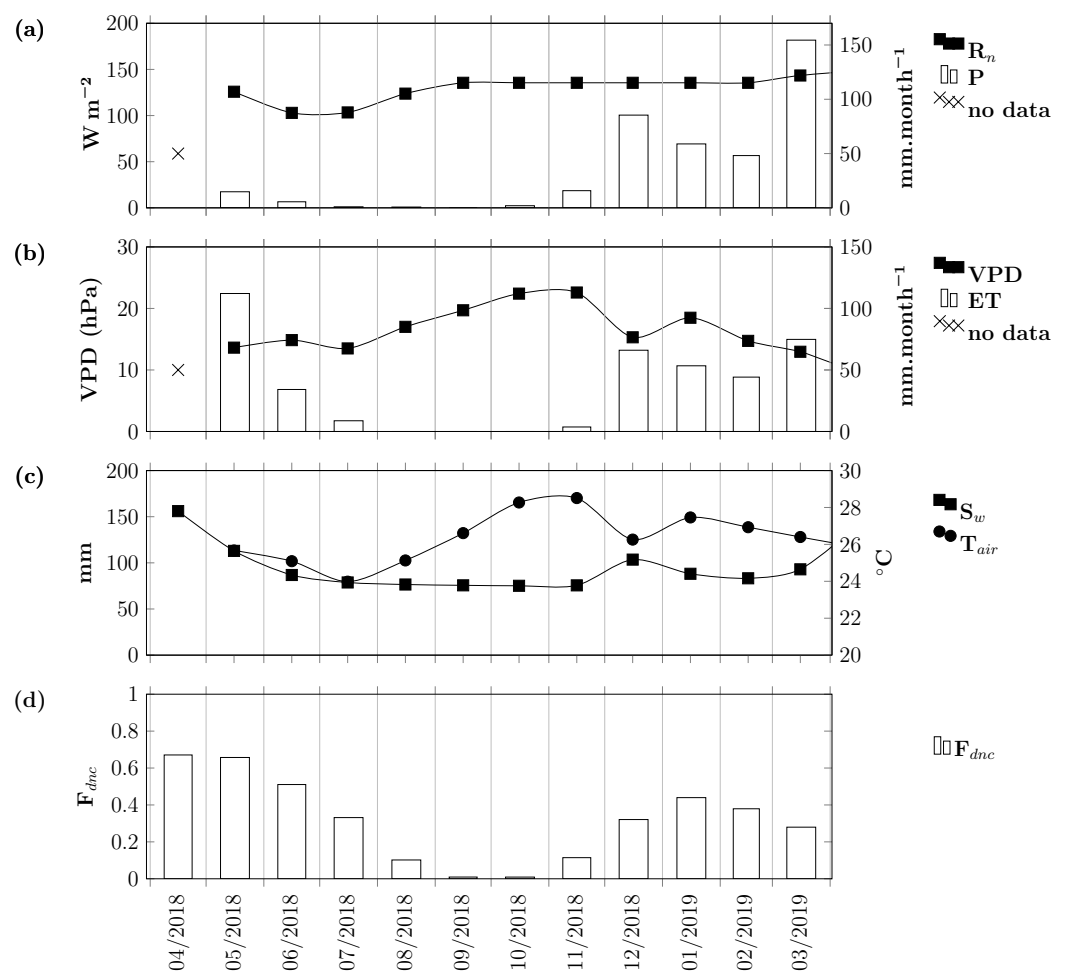 (a)
200
150
100
50
0
W m⁻²
150
100
50
0
mm.month⁻¹
Rₙ
P
no data
(b)
30
20
10
0
VPD (hPa)
150
100
50
0
mm.month⁻¹
VPD
ET
no data
(c)
200
150
100
50
0
mm
30
28
26
24
22
20
°C
S_w
T_air
(d)
1
0.8
0.6
0.4
0.2
0
F_dnc
F_dnc
04/2018
05/2018
06/2018
07/2018
08/2018
09/2018
10/2018
11/2018
12/2018
01/2019
02/2019
03/2019